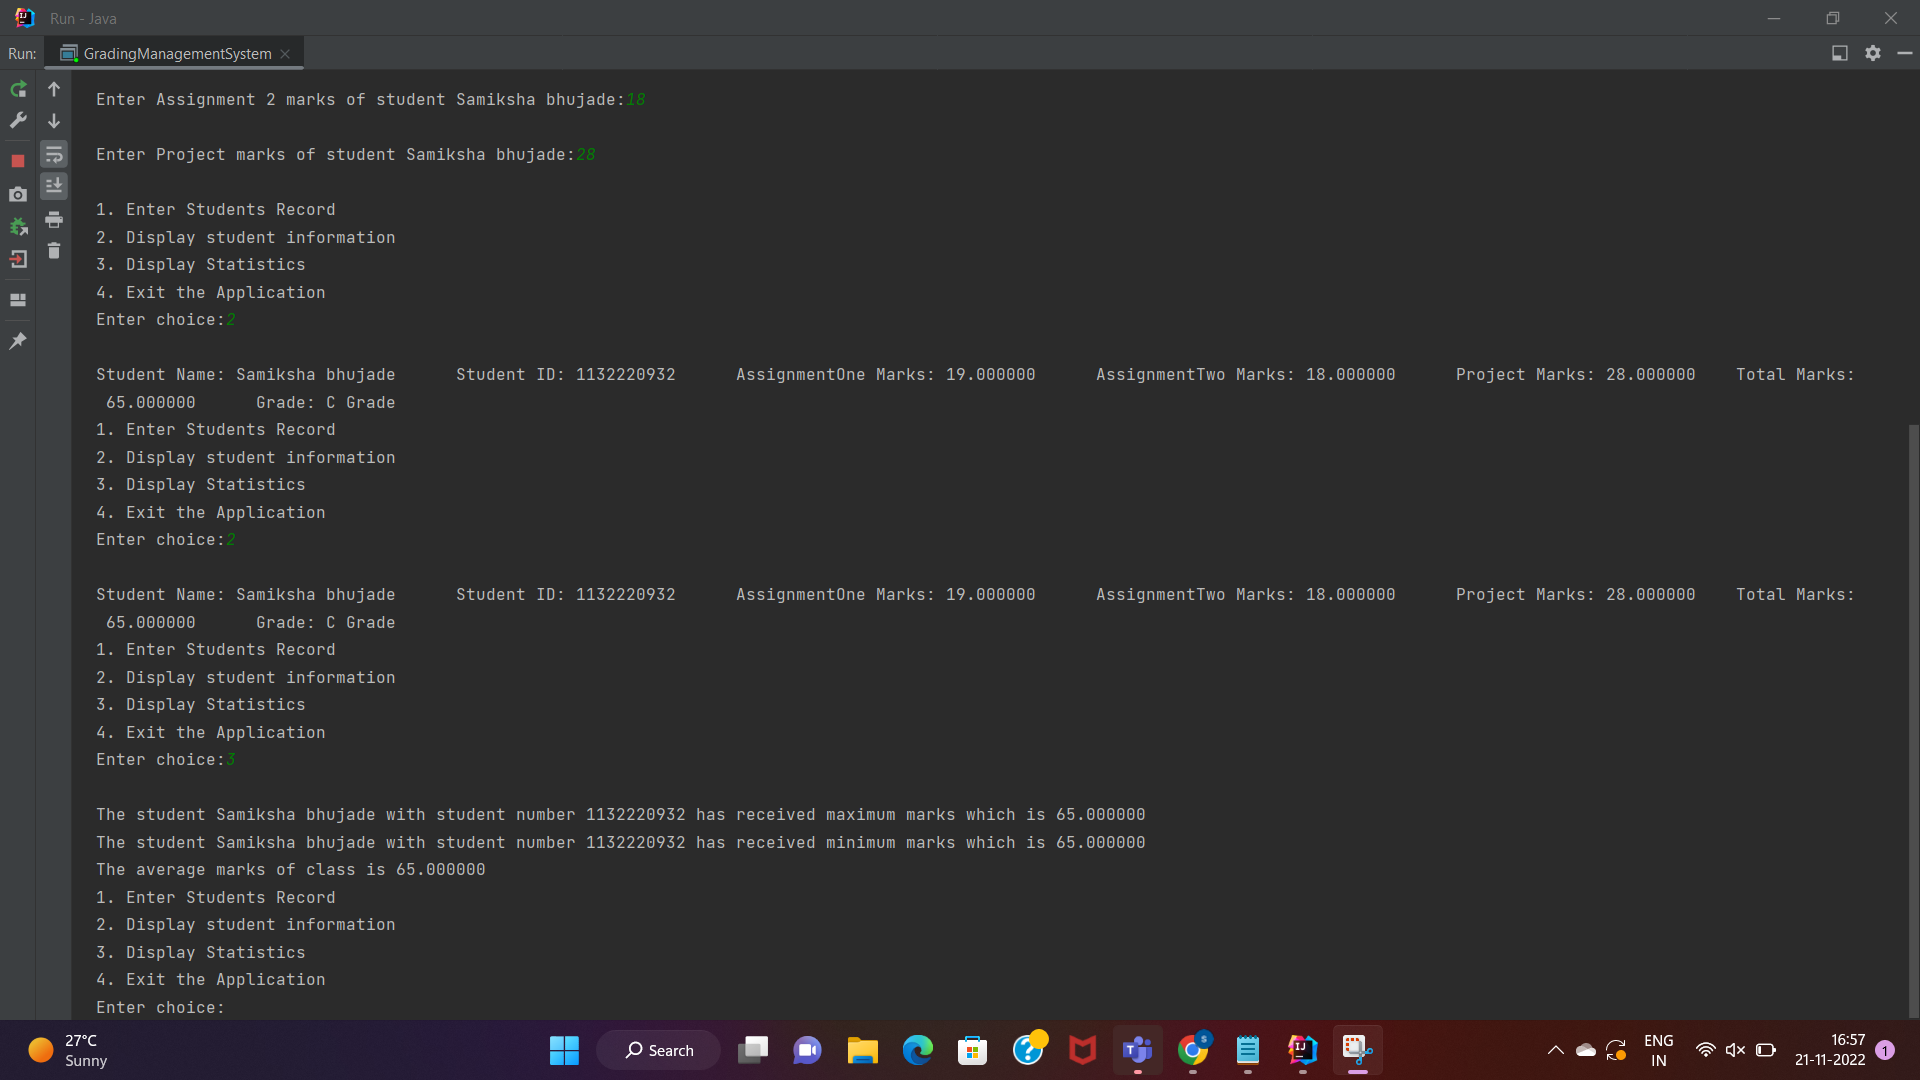 Run - Java
Run: GradingManagementSystem
Enter Assignment 2 marks of student Samiksha bhujade:18
Enter Project marks of student Samiksha bhujade:28
1. Enter Students Record
2. Display student information
3. Display Statistics
4. Exit the Application
Enter choice:2
Student Name: Samiksha bhujade Student ID: 1132220932 AssignmentOne Marks: 19.000000 AssignmentTwo Marks: 18.000000 Project Marks: 28.000000 Total Marks:
65.000000 Grade: C Grade
1. Enter Students Record
2. Display student information
3. Display Statistics
4. Exit the Application
Enter choice:2
Student Name: Samiksha bhujade Student ID: 1132220932 AssignmentOne Marks: 19.000000 AssignmentTwo Marks: 18.000000 Project Marks: 28.000000 Total Marks:
65.000000 Grade: C Grade
1. Enter Students Record
2. Display student information
3. Display Statistics
4. Exit the Application
Enter choice:3
The student Samiksha bhujade with student number 1132220932 has received maximum marks which is 65.000000
The student Samiksha bhujade with student number 1132220932 has received minimum marks which is 65.000000
The average marks of class is 65.000000
1. Enter Students Record
2. Display student information
3. Display Statistics
4. Exit the Application
Enter choice:
27°C
Sunny
Search
ENG
IN
16:57
21-11-2022
1